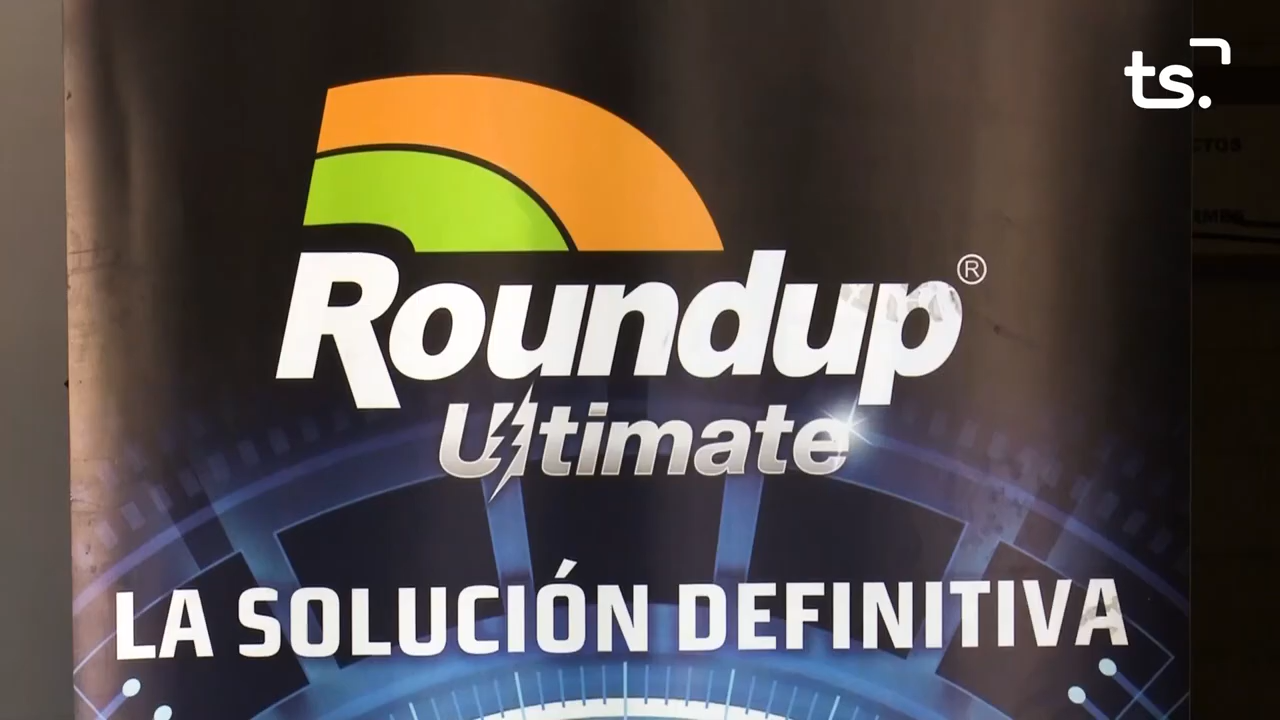 ts.
Roundup®
Ultimate
LA SOLUCIÓN DEFINITIVA